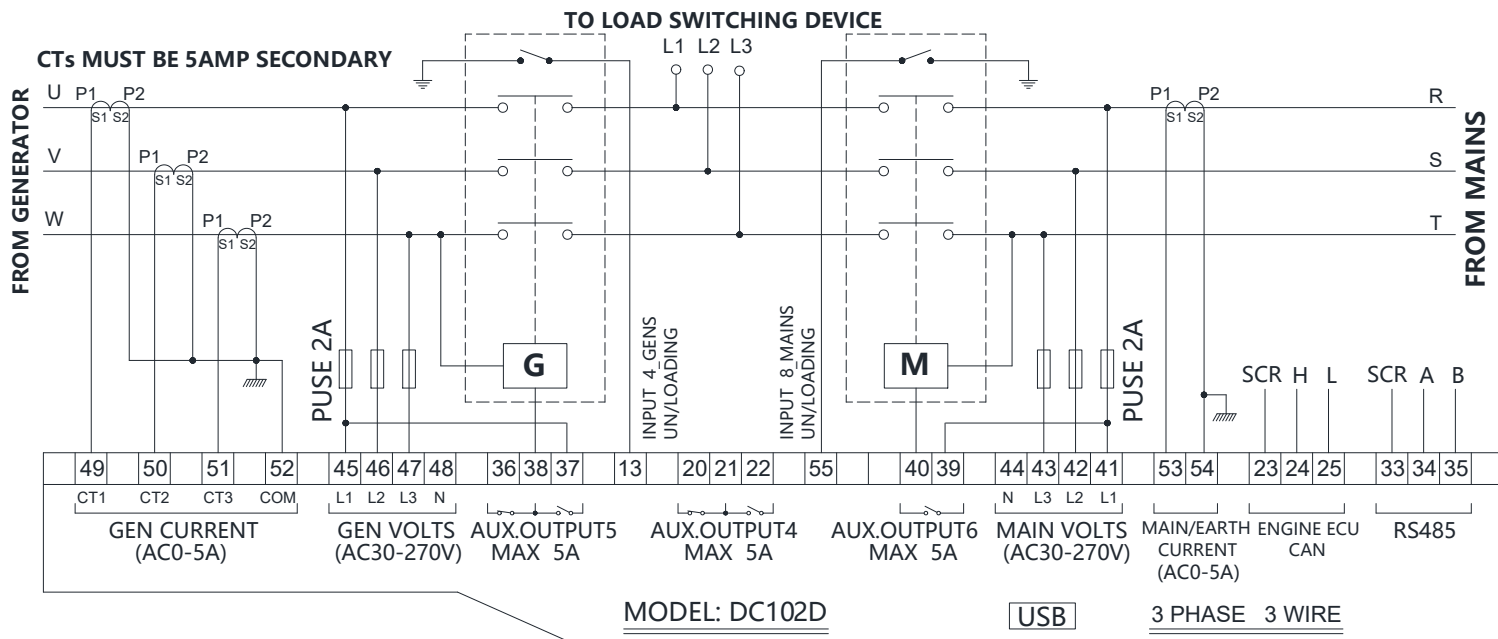 TO LOAD SWITCHING DEVICE
CTs MUST BE 5AMP SECONDARY
L1 L2 L3
FROM GENERATOR
U P1 P2
S1 S2
V P1 P2
S1 S2
W P1 P2
S1 S2
P1 P2
S1 S2
R
S
T
FROM MAINS
PUSE 2A
G
INPUT 4_GENS
UN/LOADING
INPUT 8_MAINS
UN/LOADING
M
PUSE 2A
SCR H L
SCR A B
49 50 51 52 45 46 47 48 36 38 37 13 20 21 22 55 40 39 44 43 42 41 53 54 23 24 25 33 34 35
CT1 CT2 CT3 COM L1 L2 L3 N N L3 L2 L1
GEN CURRENT
(AC0-5A)
GEN VOLTS
(AC30-270V)
AUX.OUTPUT5
MAX 5A
AUX.OUTPUT4
MAX 5A
AUX.OUTPUT6
MAX 5A
MAIN VOLTS
(AC30-270V)
MAIN/EARTH
CURRENT
(AC0-5A)
ENGINE ECU
CAN
RS485
MODEL: DC102D
USB
3 PHASE 3 WIRE